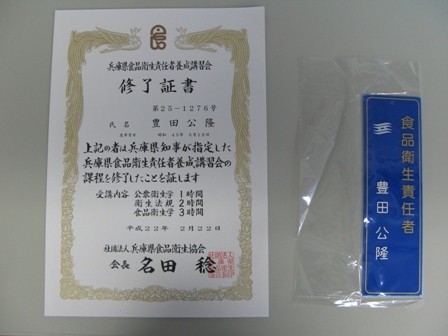 兵庫県食品衛生責任者養成講習会
修了証書
第25-1276号
氏名 豊田公隆
上記の者は兵庫県知事が指定した
兵庫県食品衛生責任者養成講習会の
課程を修了したことを証します
受講内容 公衆衛生学 1時間
衛生法規 2時間
食品衛生学 3時間
平成22年 2月22日
社団法人 兵庫県食品衛生協会
会長 名田 稔
食品衛生責任者
豊田公隆